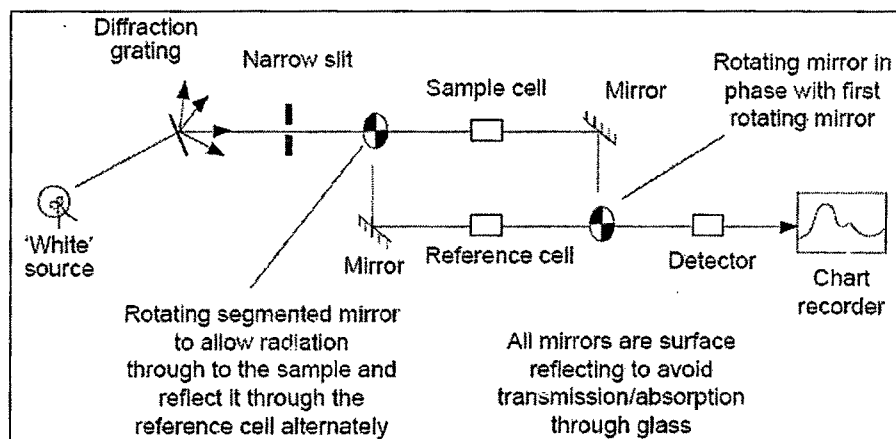 Diffraction
grating
Narrow slit
Sample cell
Mirror
Rotating mirror in
phase with first
rotating mirror
'White'
source
Mirror
Reference cell
Detector
Chart
recorder
Rotating segmented mirror
to allow radiation
through to the sample and
reflect it through the
reference cell alternately
All mirrors are surface
reflecting to avoid
transmission/absorption
through glass